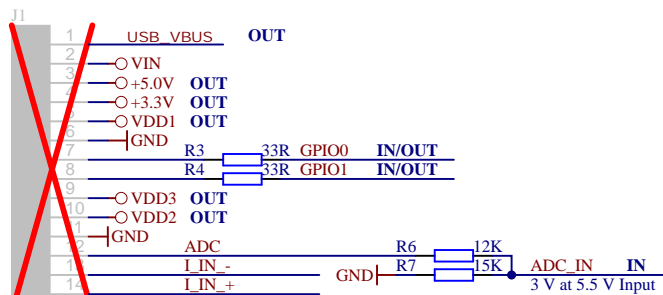 J1
1 USB_VBUS OUT
2 VIN
3 +5.0V OUT
4 +3.3V OUT
5 VDD1 OUT
6 GND
7 R3 33R GPIO0 IN/OUT
8 R4 33R GPIO1 IN/OUT
9 VDD3 OUT
10 VDD2 OUT
11 GND
12 ADC R6 12K
13 I_IN_- GND R7 15K ADC_IN IN
14 I_IN_+ 3 V at 5.5 V Input